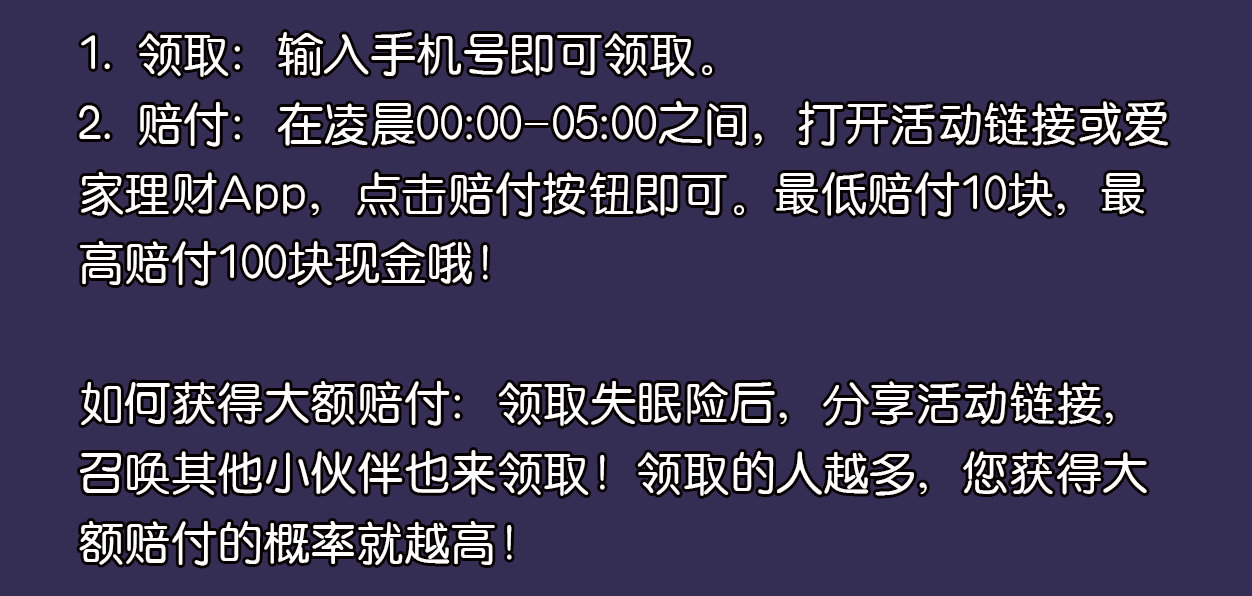 1. 领取：输入手机号即可领取。
2. 赔付：在凌晨00:00-05:00之间，打开活动链接或爱
家理财App，点击赔付按钮即可。最低赔付10块，最
高赔付100块现金哦！
如何获得大额赔付：领取失眠险后，分享活动链接，
召唤其他小伙伴也来领取！领取的人越多，您获得大
额赔付的概率就越高！